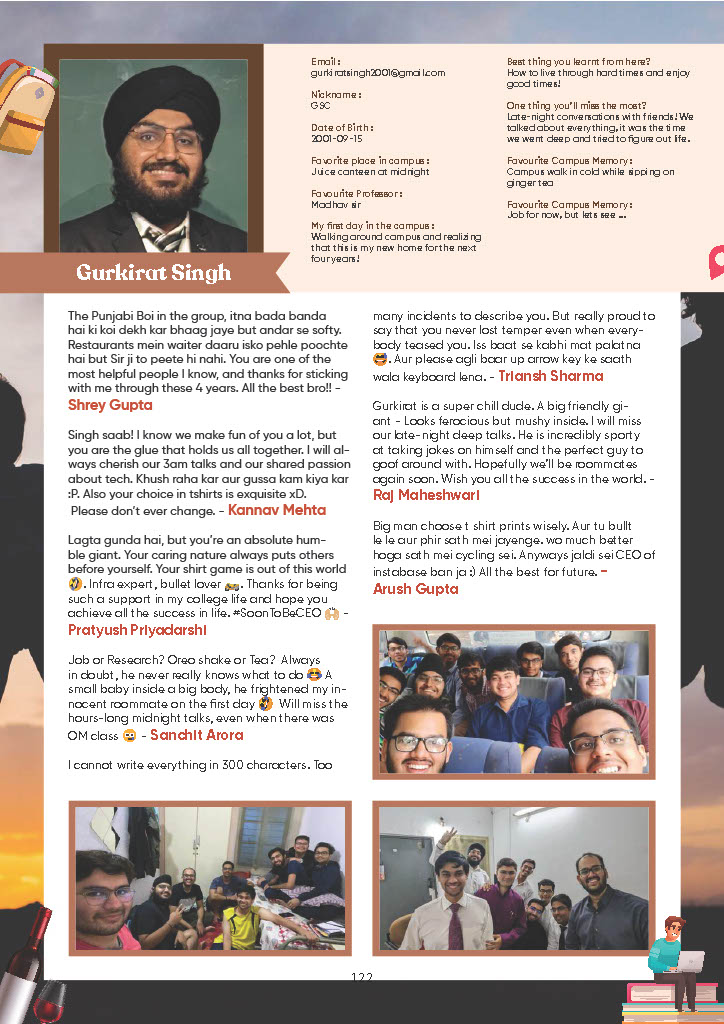 Email :
gurkiratsingh2001@gmail.com
Nickname :
GSC
Date of Birth :
2001-09-15
Favorite place in campus :
Juice canteen at midnight
Favourite Professor :
Madhav sir
My first day in the campus :
Walking around campus and realizing
that this is my new home for the next
four years!
Best thing you learnt from here?
How to live through hard times and enjoy
good times!
One thing you'll miss the most?
Late-night conversations with friends! We
talked about everything, it was the time
we went deep and tried to figure out life.
Favourite Campus Memory :
Campus walk in cold while sipping on
ginger tea
Favourite Campus Memory :
Job for now, but lets see ...
Gurkirat Singh
The Punjabi Boi in the group, itna bada banda
hai ki koi dekh kar bhaag jaye but andar se softy.
Restaurants mein waiter daaru isko pehle poochte
hai but Sir ji to peete hi nahi. You are one of the
most helpful people I know, and thanks for sticking
with me through these 4 years. All the best bro!! -
Shrey Gupta
Singh saab! I know we make fun of you a lot, but
you are the glue that holds us all together. I will al-
ways cherish our 3am talks and our shared passion
about tech. Khush raha kar aur gussa kam kiya kar
:P. Also your choice in tshirts is exquisite xD.
Please don't ever change. - Kannav Mehta
Lagta gunda hai, but you're an absolute hum-
ble giant. Your caring nature always puts others
before yourself. Your shirt game is out of this world
🤣. Infra expert , bullet lover 🏍️. Thanks for being
such a support in my college life and hope you
achieve all the success in life. #SoonToBeCEO 🙌 -
Pratyush Priyadarshi
Job or Research? Oreo shake or Tea? Always
in doubt, he never really knows what to do 😂 A
small baby inside a big body, he frightened my in-
nocent roommate on the first day 🤣 Will miss the
hours-long midnight talks, even when there was
OM class 😬 - Sanchit Arora
I cannot write everything in 300 characters. Too
many incidents to describe you. But really proud to
say that you never lost temper even when every-
body teased you. Iss baat se kabhi mat palatna
😂. Aur please agli baar up arrow key ke saath
wala keyboard lena. - Triansh Sharma
Gurkirat is a super chill dude. A big friendly gi-
ant - Looks ferocious but mushy inside. I will miss
our late-night deep talks. He is incredibly sporty
at taking jokes on himself and the perfect guy to
goof around with. Hopefully we'll be roommates
again soon. Wish you all the success in the world. -
Raj Maheshwari
Big man choose t shirt prints wisely. Aur tu bullt
le le aur phir sath mei jayenge. wo much better
hoga sath mei cycling sei. Anyways jaldi sei CEO of
instabase ban ja :) All the best for future. -
Arush Gupta
122